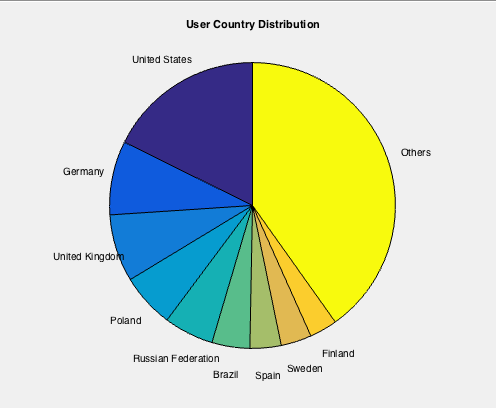 User Country Distribution
United States
Others
Germany
United Kingdom
Poland
Russian Federation
Brazil
Spain
Sweden
Finland